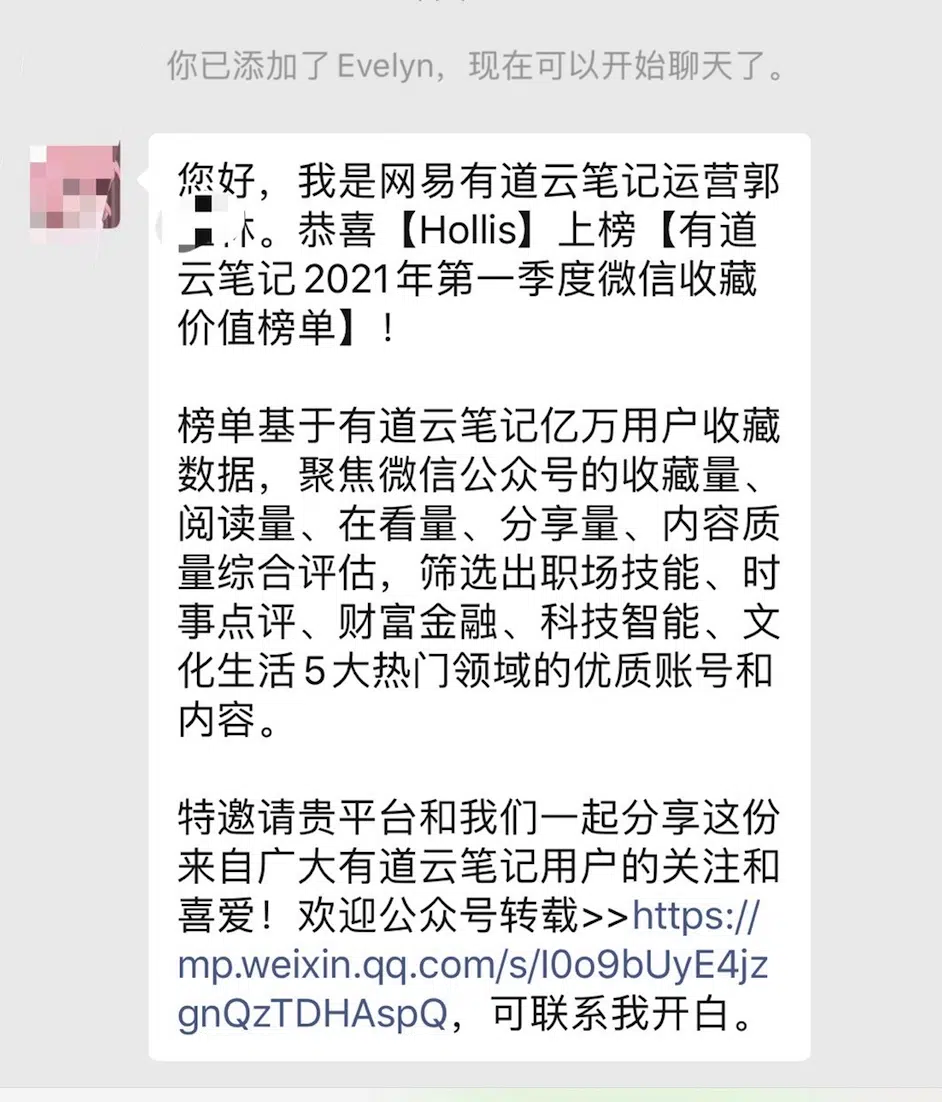 你已添加了Evelyn，现在可以开始聊天了。
您好，我是网易有道云笔记运营郭
林。恭喜【Hollis】上榜【有道
云笔记2021年第一季度微信收藏
价值榜单】！
榜单基于有道云笔记亿万用户收藏
数据，聚焦微信公众号的收藏量、
阅读量、在看量、分享量、内容质
量综合评估，筛选出职场技能、时
事点评、财富金融、科技智能、文
化生活5大热门领域的优质账号和
内容。
特邀请贵平台和我们一起分享这份
来自广大有道云笔记用户的关注和
喜爱！欢迎公众号转载>>https://
mp.weixin.qq.com/s/l0o9bUyE4jz
gnQzTDHAspQ，可联系我开白。